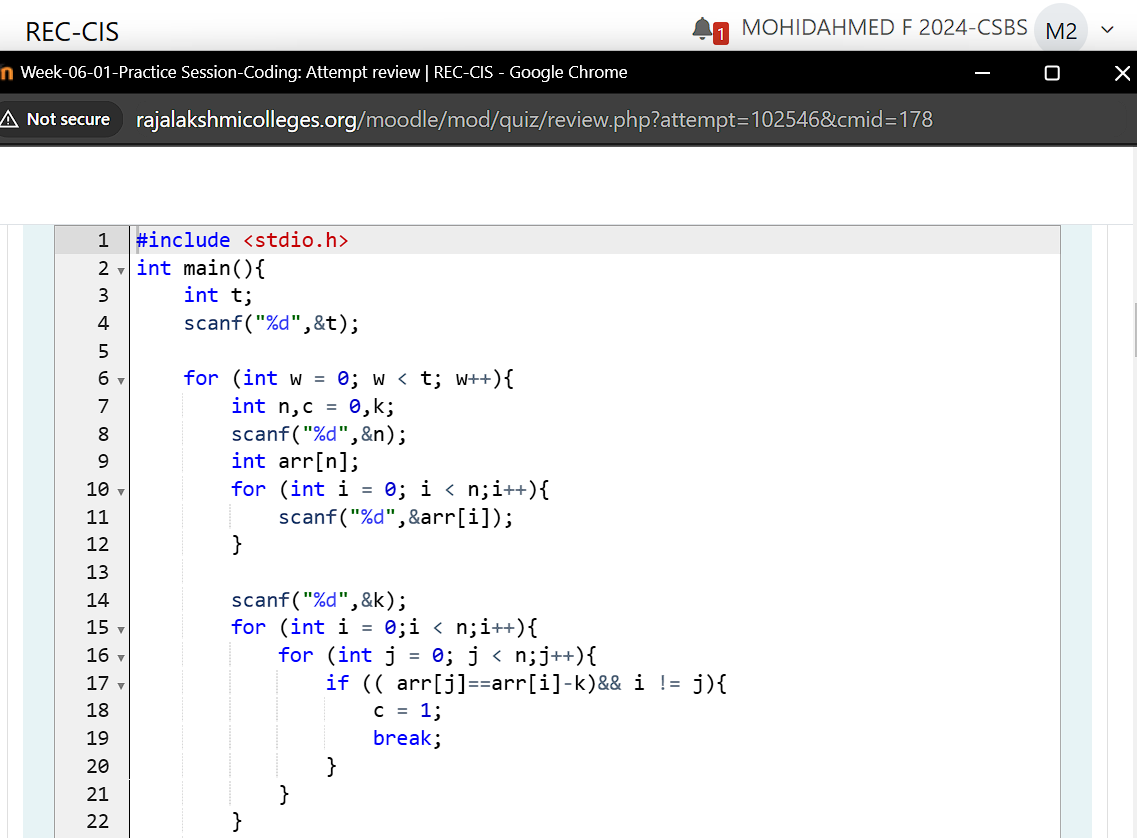 REC-CIS
1 MOHIDAHMED F 2024-CSBS M2
n Week-06-01-Practice Session-Coding: Attempt review | REC-CIS - Google Chrome
Not secure rajalakshmicolleges.org/moodle/mod/quiz/review.php?attempt=102546&cmid=178
1 #include <stdio.h>
2 int main(){
3     int t;
4     scanf("%d",&t);
5
6     for (int w = 0; w < t; w++){
7         int n,c = 0,k;
8         scanf("%d",&n);
9         int arr[n];
10         for (int i = 0; i < n;i++){
11             scanf("%d",&arr[i]);
12         }
13
14         scanf("%d",&k);
15         for (int i = 0;i < n;i++){
16             for (int j = 0; j < n;j++){
17                 if (( arr[j]==arr[i]-k)&& i != j){
18                     c = 1;
19                     break;
20                 }
21             }
22         }